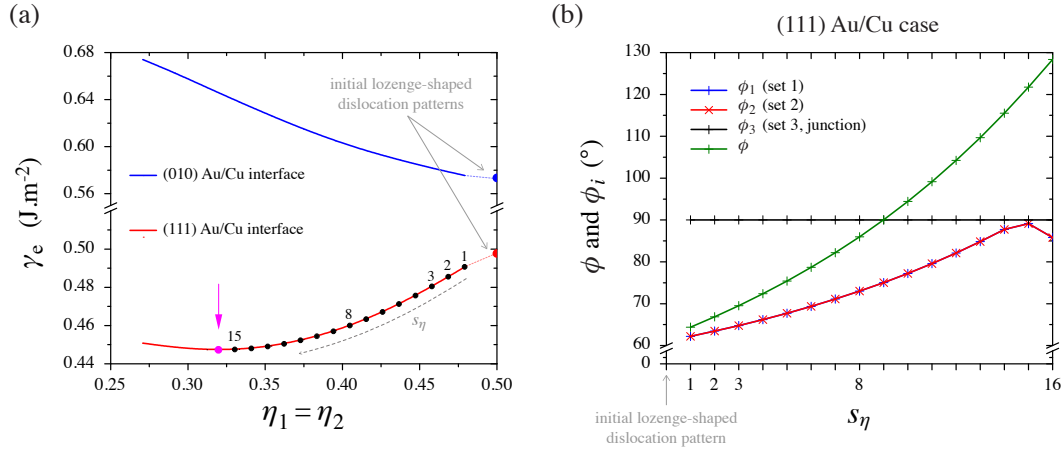 (a)
0.68
0.64
0.60
0.56
0.50
0.48
0.46
0.44
γe (J.m⁻²)
initial lozenge-shaped
dislocation patterns
(010) Au/Cu interface
(111) Au/Cu interface
1
2
3
8
15
sη
0.25 0.30 0.35 0.40 0.45 0.50
η1 = η2
(b)
(111) Au/Cu case
130
120
110
100
90
80
70
60
0
ϕ and ϕi (°)
ϕ1 (set 1)
ϕ2 (set 2)
ϕ3 (set 3, junction)
ϕ
1 2 3 8 16
sη
initial lozenge-shaped
dislocation pattern